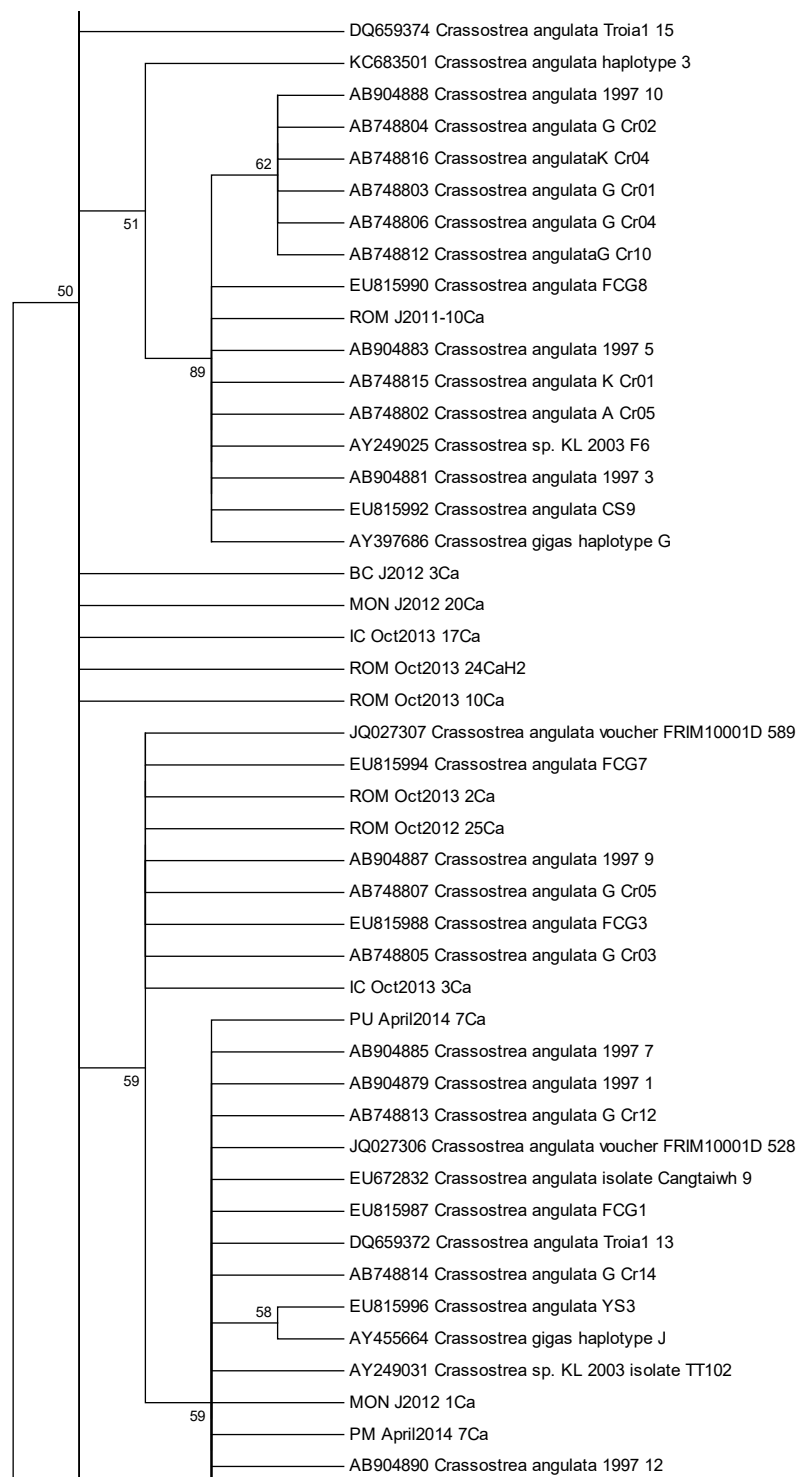 DQ659374 Crassostrea angulata Troia1 15
KC683501 Crassostrea angulata haplotype 3
AB904888 Crassostrea angulata 1997 10
AB748804 Crassostrea angulata G Cr02
62
AB748816 Crassostrea angulataK Cr04
AB748803 Crassostrea angulata G Cr01
51
AB748806 Crassostrea angulata G Cr04
AB748812 Crassostrea angulataG Cr10
50
EU815990 Crassostrea angulata FCG8
ROM J2011-10Ca
AB904883 Crassostrea angulata 1997 5
89
AB748815 Crassostrea angulata K Cr01
AB748802 Crassostrea angulata A Cr05
AY249025 Crassostrea sp. KL 2003 F6
AB904881 Crassostrea angulata 1997 3
EU815992 Crassostrea angulata CS9
AY397686 Crassostrea gigas haplotype G
BC J2012 3Ca
MON J2012 20Ca
IC Oct2013 17Ca
ROM Oct2013 24CaH2
ROM Oct2013 10Ca
JQ027307 Crassostrea angulata voucher FRIM10001D 589
EU815994 Crassostrea angulata FCG7
ROM Oct2013 2Ca
ROM Oct2012 25Ca
AB904887 Crassostrea angulata 1997 9
AB748807 Crassostrea angulata G Cr05
EU815988 Crassostrea angulata FCG3
AB748805 Crassostrea angulata G Cr03
IC Oct2013 3Ca
PU April2014 7Ca
AB904885 Crassostrea angulata 1997 7
59
AB904879 Crassostrea angulata 1997 1
AB748813 Crassostrea angulata G Cr12
JQ027306 Crassostrea angulata voucher FRIM10001D 528
EU672832 Crassostrea angulata isolate Cangtaiwh 9
EU815987 Crassostrea angulata FCG1
DQ659372 Crassostrea angulata Troia1 13
AB748814 Crassostrea angulata G Cr14
58
EU815996 Crassostrea angulata YS3
AY455664 Crassostrea gigas haplotype J
AY249031 Crassostrea sp. KL 2003 isolate TT102
MON J2012 1Ca
59
PM April2014 7Ca
AB904890 Crassostrea angulata 1997 12